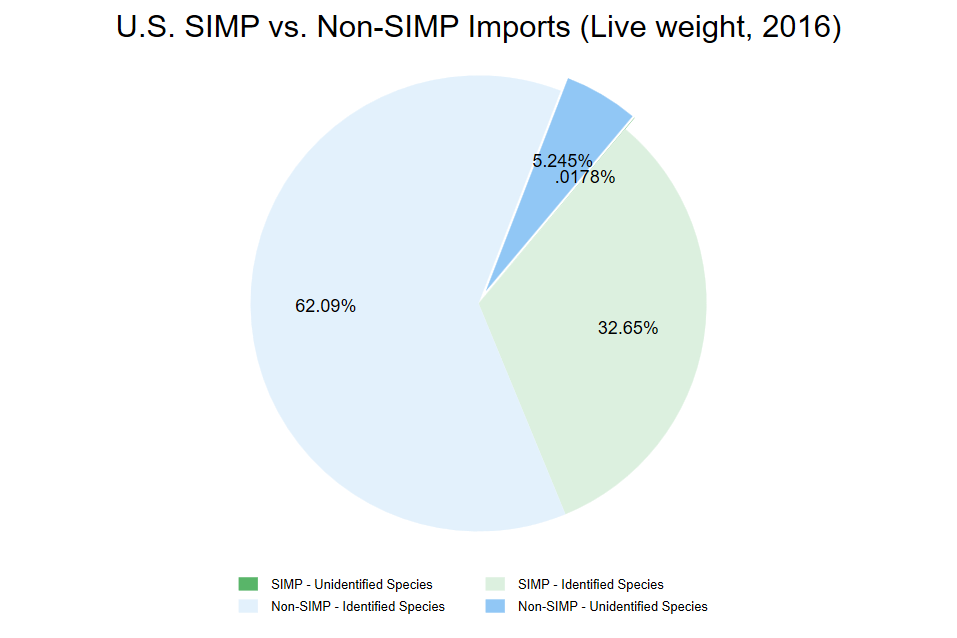 U.S. SIMP vs. Non-SIMP Imports (Live weight, 2016)
5.245%
.0178%
62.09%
32.65%
SIMP - Unidentified Species
SIMP - Identified Species
Non-SIMP - Identified Species
Non-SIMP - Unidentified Species